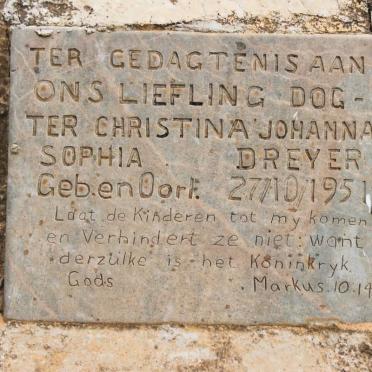 TER GEDAGTENIS AAN
ONS LIEFLING DOG-
TER CHRISTINA JOHANNA
SOPHIA DREYER
Geb.en Oorl. 27/10/1951
Laat de Kinderen tot my komen
en Verhindert ze niet: want
derzulke is het Koninkryk
Gods Markus.10.14